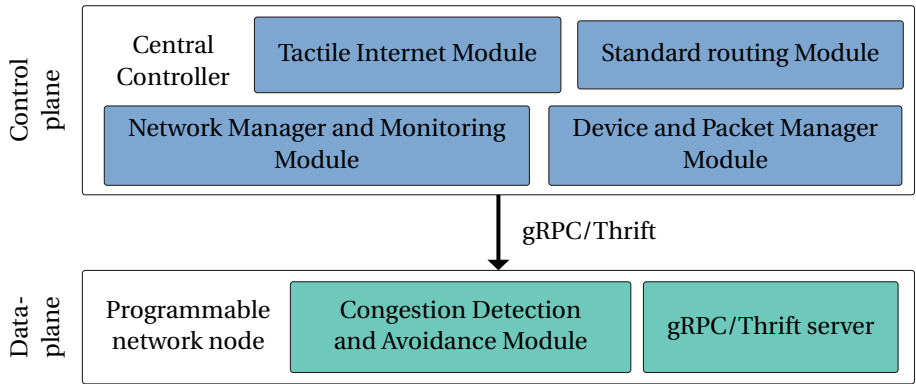 Control
plane
Central
Controller
Tactile Internet Module
Standard routing Module
Network Manager and Monitoring
Module
Device and Packet Manager
Module
gRPC/Thrift
Data-
plane
Programmable
network node
Congestion Detection
and Avoidance Module
gRPC/Thrift server